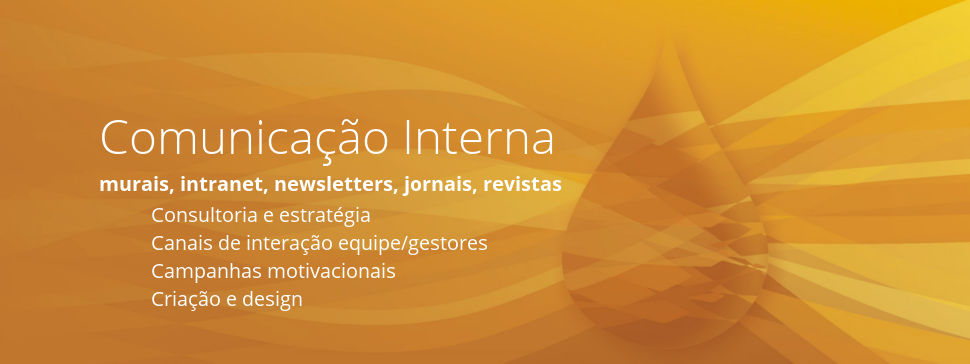 Comunicação Interna
murais, intranet, newsletters, jornais, revistas
Consultoria e estratégia
Canais de interação equipe/gestores
Campanhas motivacionais
Criação e design